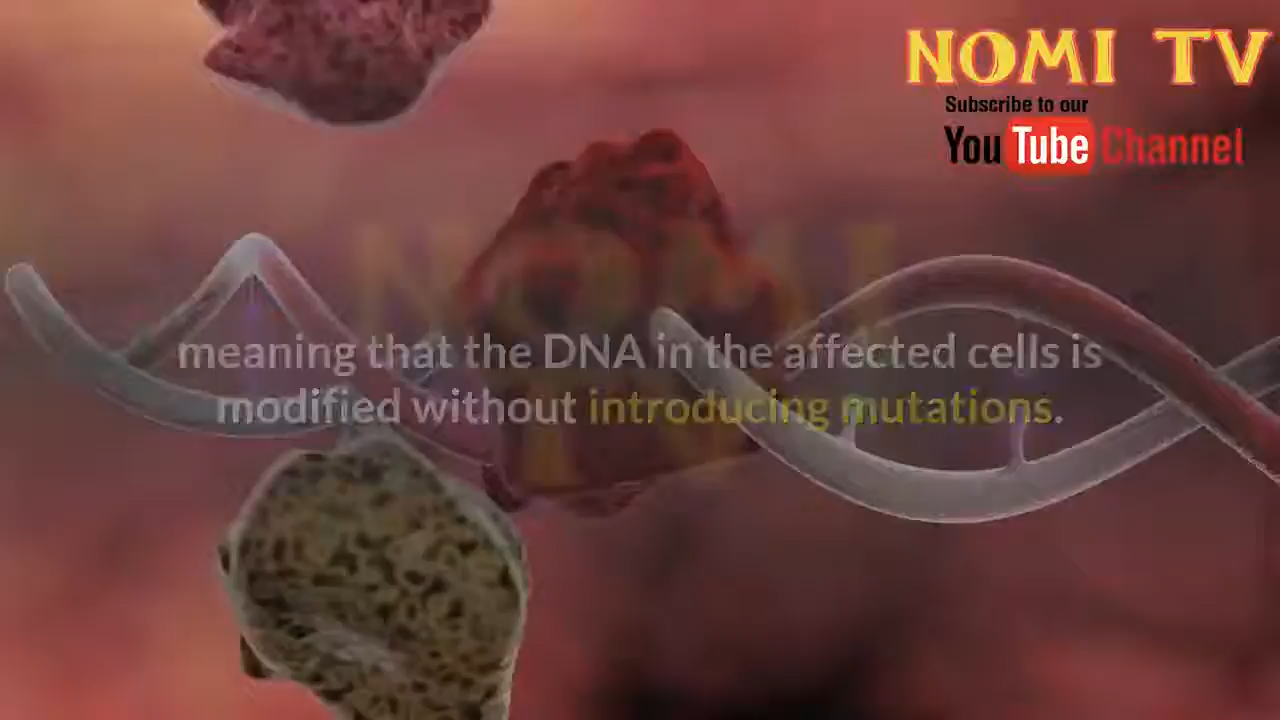 NOMI TV
Subscribe to our
YouTube Channel
NOMI
meaning that the DNA in the affected cells is
modified without introducing mutations.